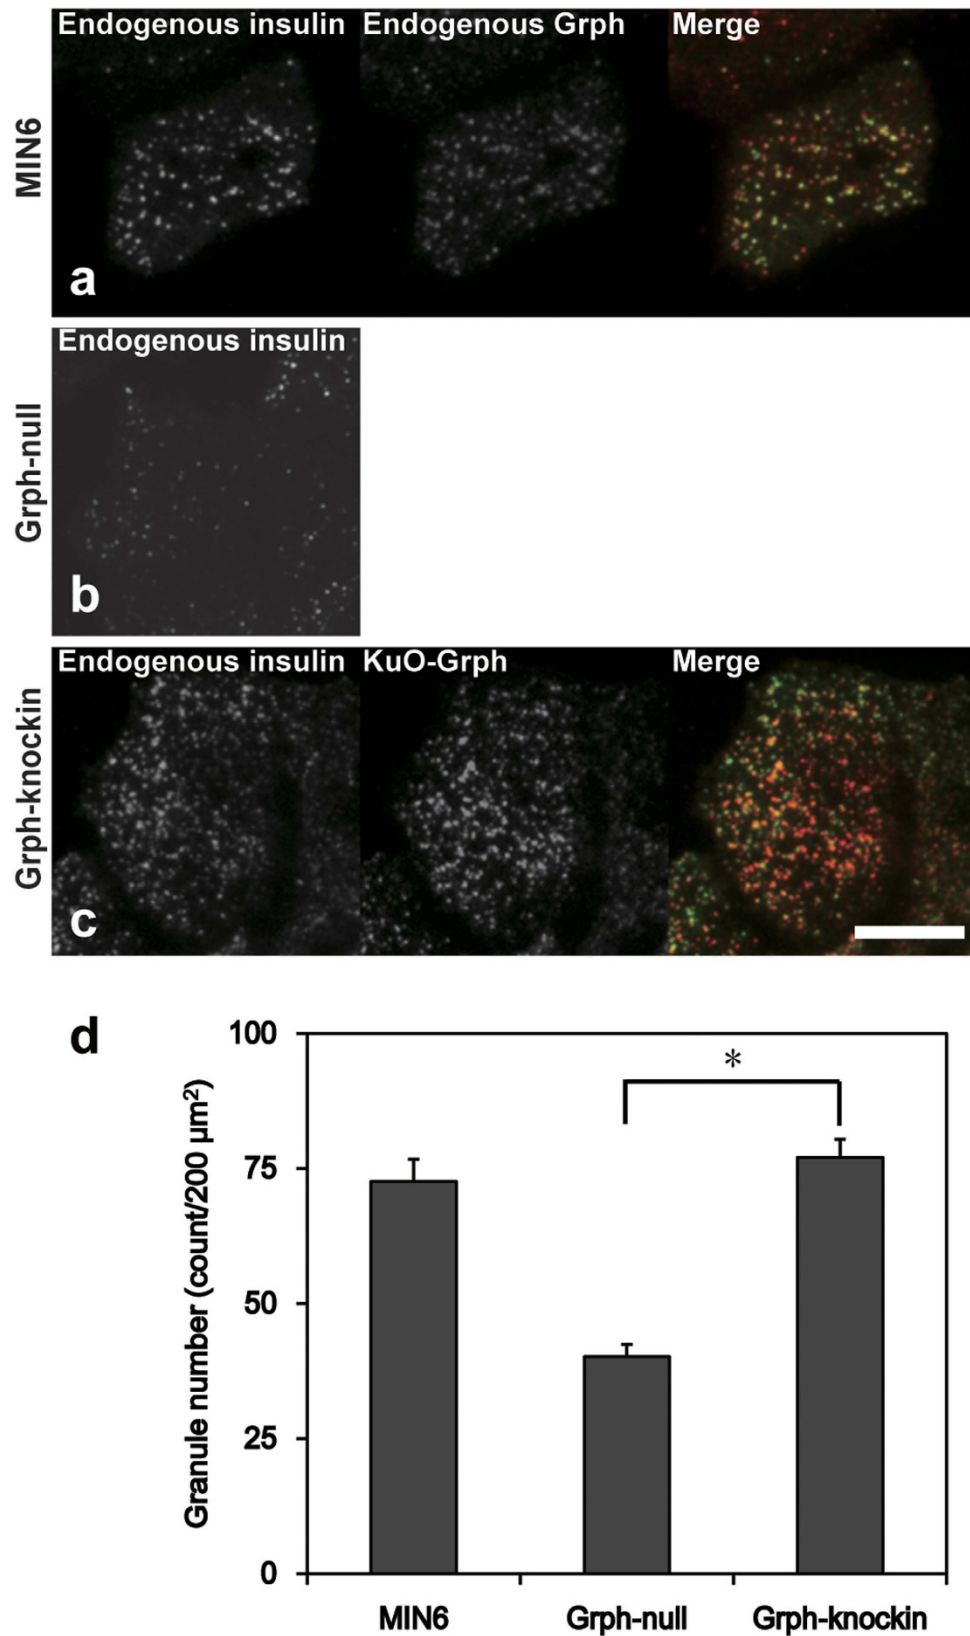 Endogenous insulin Endogenous Grph Merge
MIN6
a
Endogenous insulin
Grph-null
b
Endogenous insulin KuO-Grph Merge
Grph-knockin
c
d
Granule number (count/200 µm²)
100
75
50
25
0
*
MIN6 Grph-null Grph-knockin